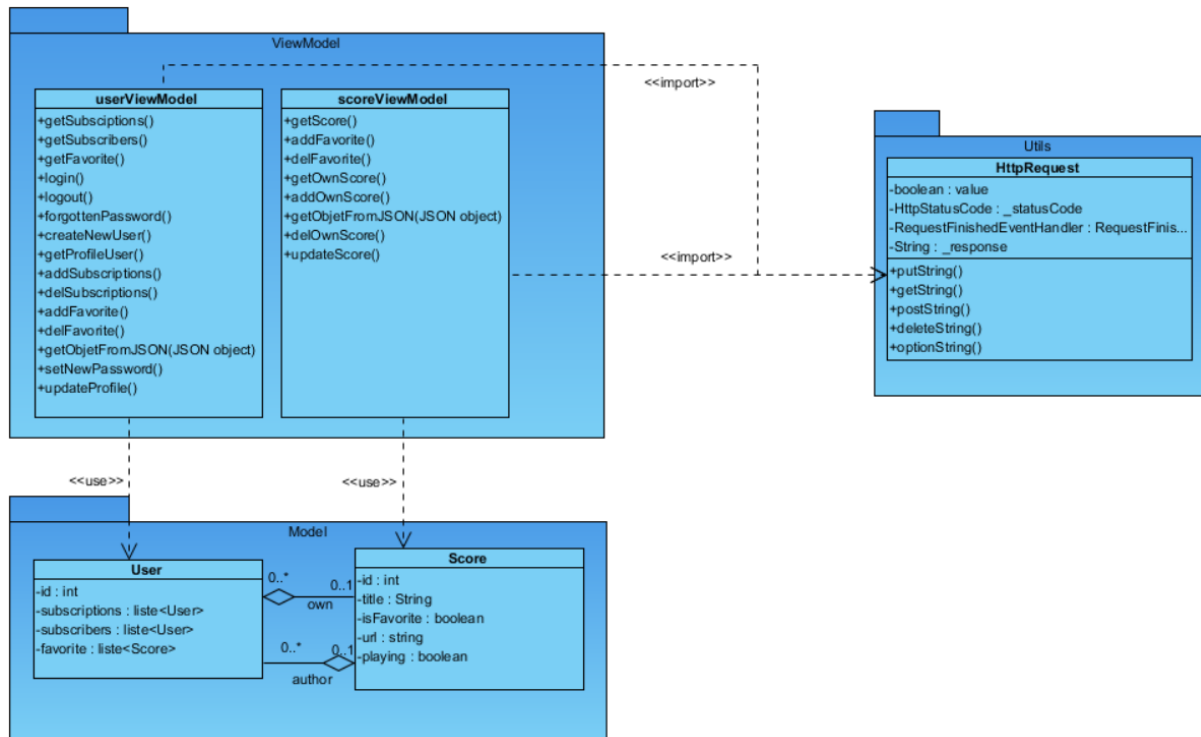 ViewModel
userViewModel
+getSubsciptions()
+getSubscribers()
+getFavorite()
+login()
+logout()
+forgottenPassword()
+createNewUser()
+getProfileUser()
+addSubscriptions()
+delSubscriptions()
+addFavorite()
+delFavorite()
+getObjetFromJSON(JSON object)
+setNewPassword()
+updateProfile()
scoreViewModel
+getScore()
+addFavorite()
+delFavorite()
+getOwnScore()
+addOwnScore()
+getObjetFromJSON(JSON object)
+delOwnScore()
+updateScore()
<<import>>
<<import>>
Utils
HttpRequest
-boolean : value
-HttpStatusCode : _statusCode
-RequestFinishedEventHandler : RequestFinis...
-String : _response
+putString()
+getString()
+postString()
+deleteString()
+optionString()
<<use>>
<<use>>
Model
User
-id : int
-subscriptions : liste<User>
-subscribers : liste<User>
-favorite : liste<Score>
0..*
0..1
own
0..*
0..1
author
Score
-id : int
-title : String
-isFavorite : boolean
-url : string
-playing : boolean